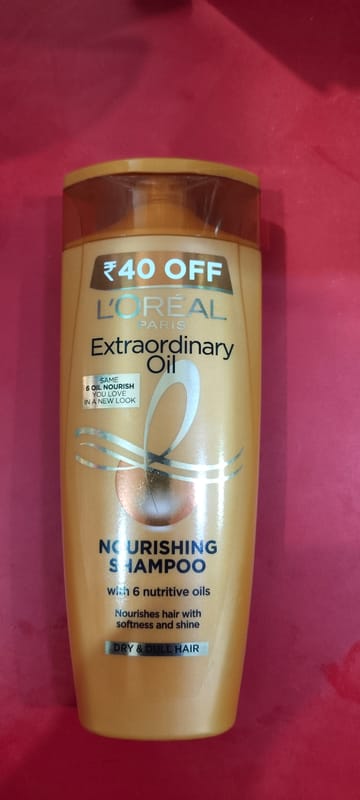 ₹40 OFF
L'ORÉAL
PARIS
Extraordinary
Oil
SAME
6 OIL NOURISH
YOU LOVE
IN A NEW LOOK
NOURISHING
SHAMPOO
with 6 nutritive oils
Nourishes hair with
softness and shine
DRY & DULL HAIR